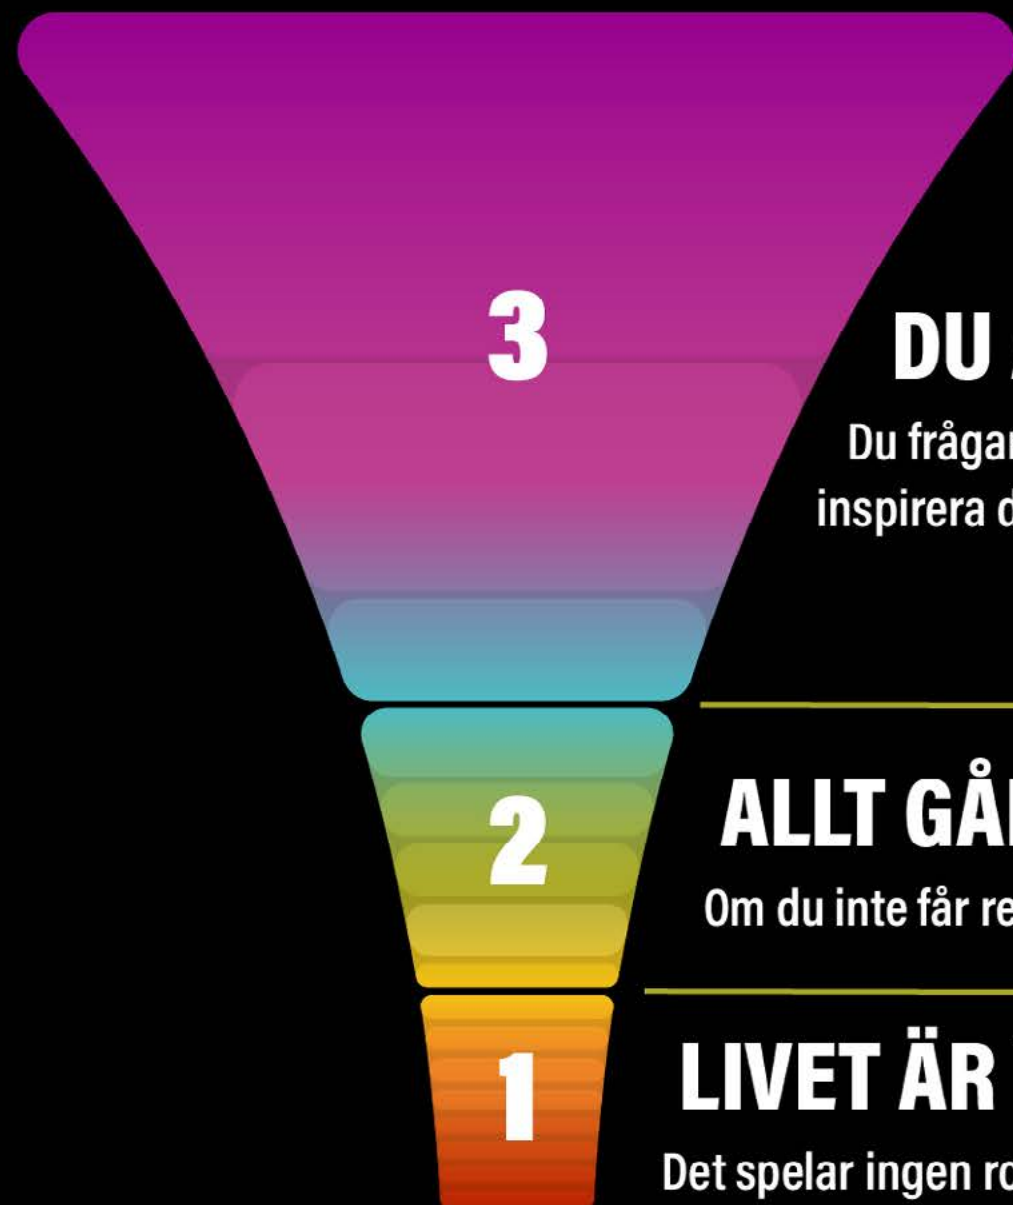 3
DU
Du frågar
inspirera
2
ALLT
Om du inte får
1
LIVET ÄR
Det spelar ingen